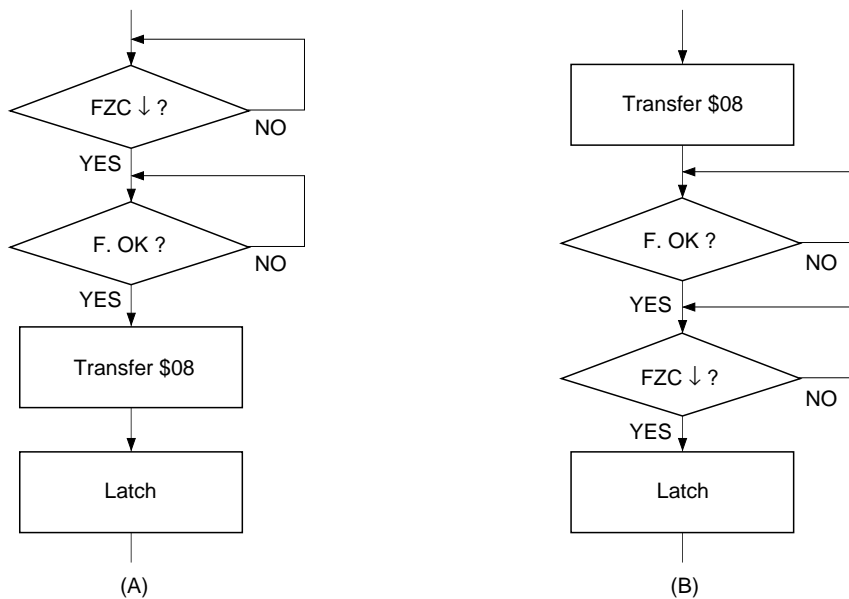 FZC ↓ ?
NO
YES
F. OK ?
NO
YES
Transfer $08
Latch
(A)
Transfer $08
F. OK ?
NO
YES
FZC ↓ ?
NO
YES
Latch
(B)